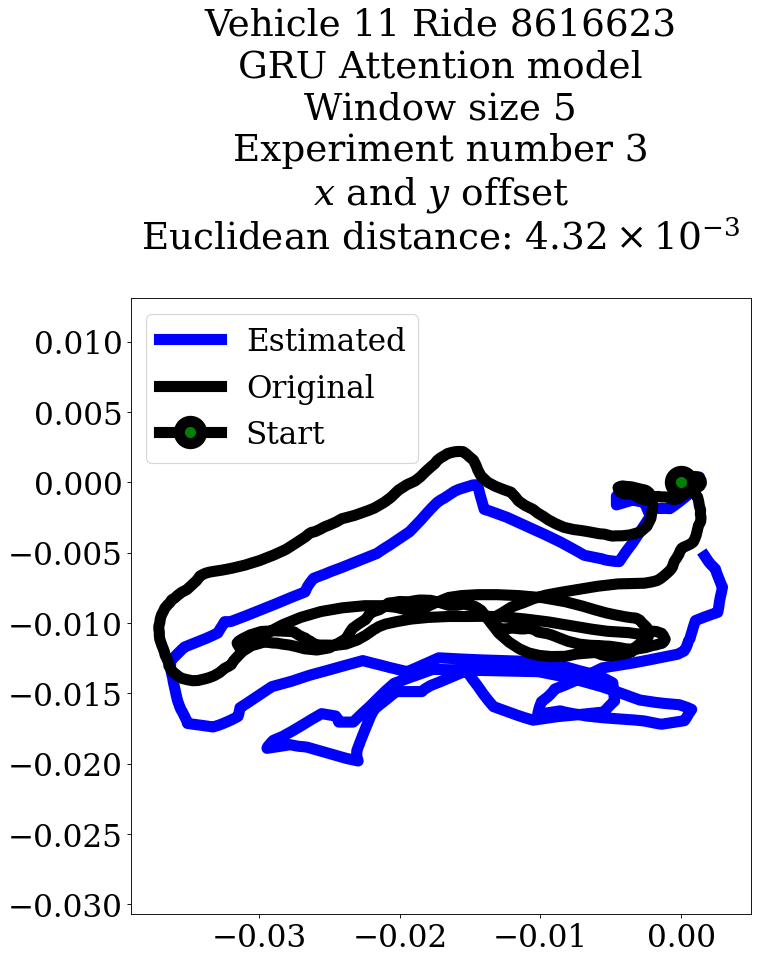 Vehicle 11 Ride 8616623
GRU Attention model
Window size 5
Experiment number 3
x and y offset
Euclidean distance: 4.32 × 10⁻³
Estimated
Original
Start
0.010
0.005
0.000
−0.005
−0.010
−0.015
−0.020
−0.025
−0.030
−0.03 −0.02 −0.01 0.00